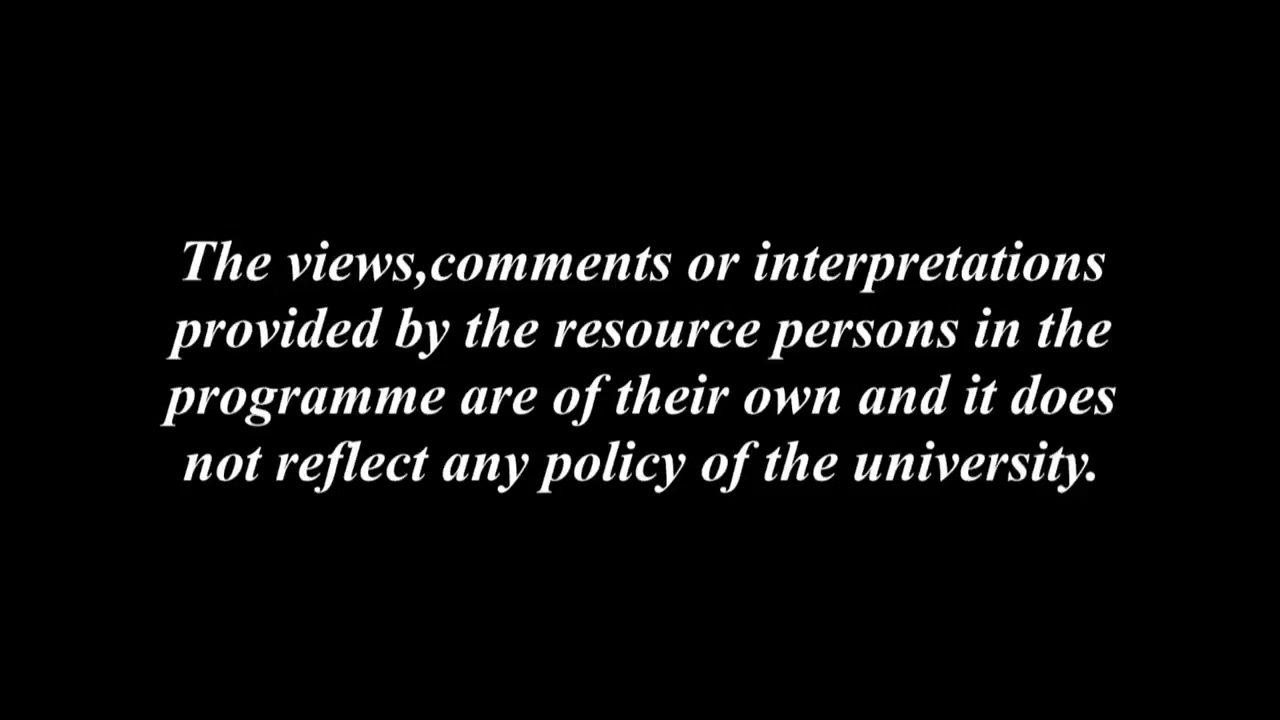 The views,comments or interpretations
provided by the resource persons in the
programme are of their own and it does
not reflect any policy of the university.